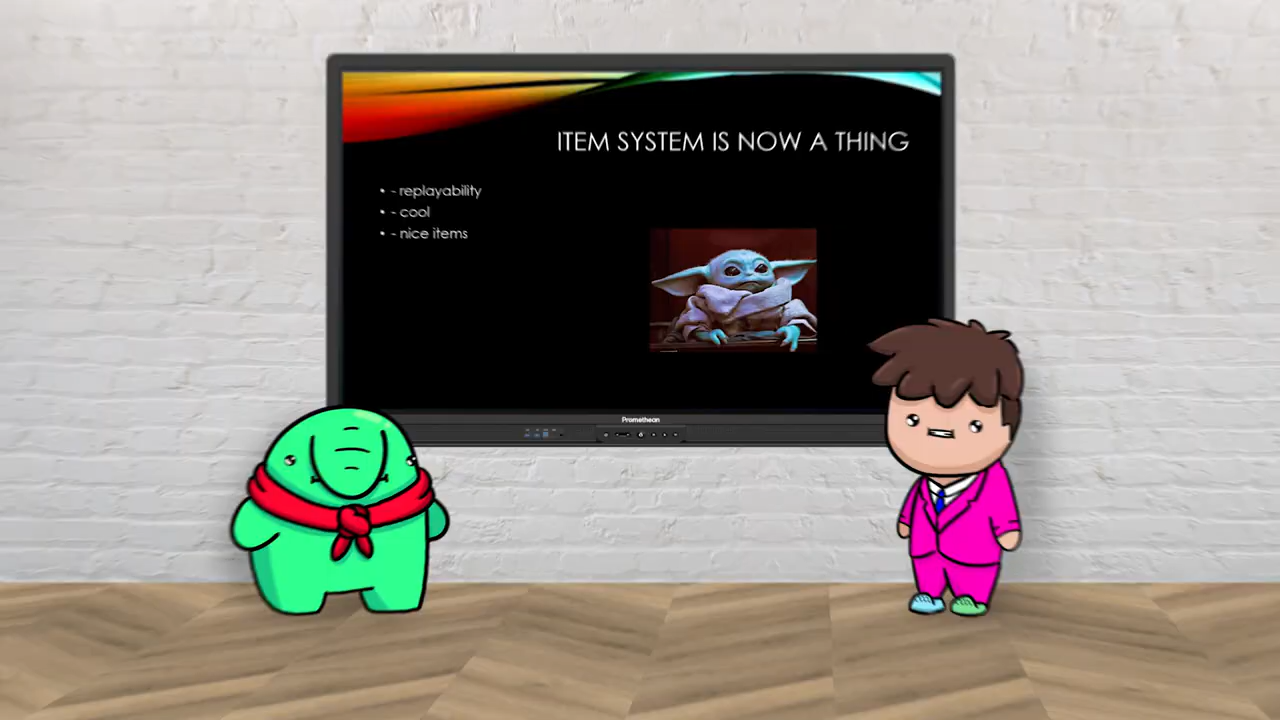 ITEM SYSTEM IS NOW A THING
• - replayability
• - cool
• - nice items
Promethean